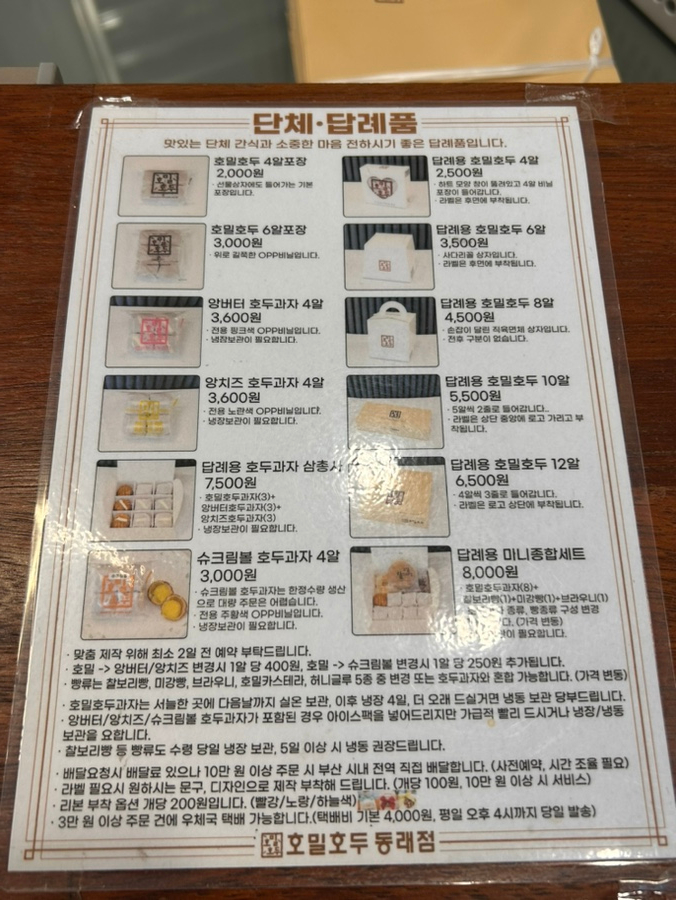 단체·답례품
맛있는 단체 간식과 소중한 마음 전하시기 좋은 답례품입니다.
호밀호두 4알포장
2,000원
· 선물상자에도 들어가는 기본
포장입니다.
호밀호두 6알포장
3,000원
· 위로 길쭉한 OPP비닐입니다.
앙버터 호두과자 4알
3,600원
· 전용 핑크색 OPP비닐입니다.
· 냉장보관이 필요합니다.
앙치즈 호두과자 4알
3,600원
· 전용 노란색 OPP비닐입니다.
· 냉장보관이 필요합니다.
답례용 호두과자 삼총사
7,500원
· 호밀호두과자(3)+
앙버터호두과자(3)+
앙치즈호두과자(3)
· 냉장보관이 필요합니다.
슈크림볼 호두과자 4알
3,000원
· 슈크림볼 호두과자는 한정수량 생산
으로 대량 주문은 어렵습니다.
· 전용 주황색 OPP비닐입니다.
· 냉장보관이 필요합니다.
답례용 호밀호두 4알
2,500원
· 하트 모양 창이 뚫려있고 4알 비닐
포장이 들어갑니다.
· 라벨은 후면에 부착됩니다.
답례용 호밀호두 6알
3,500원
· 사다리꼴 상자입니다.
· 라벨은 후면에 부착됩니다.
답례용 호밀호두 8알
4,500원
· 손잡이 달린 직육면체 상자입니다.
· 전후 구분이 없습니다.
답례용 호밀호두 10알
5,500원
· 5알씩 2줄로 들어갑니다..
· 라벨은 상단 중앙에 로고 가리고 부
착됩니다.
답례용 호밀호두 12알
6,500원
· 4알씩 3줄로 들어갑니다.
· 라벨은 로고 상단에 부착됩니다.
답례용 마니종합세트
8,000원
· 호밀호두과자(8)+
찰보리빵(1)+미강빵(1)+브라우니(1)
종류, 빵종류 구성 변경
(가격 변동)
필요합니다.
· 맞춤 제작 위해 최소 2일 전 예약 부탁드립니다.
· 호밀 -> 앙버터/앙치즈 변경시 1알 당 400원, 호밀 -> 슈크림볼 변경시 1알 당 250원 추가됩니다.
· 빵류는 찰보리빵, 미강빵, 브라우니, 호밀카스테라, 허니글루 5종 중 변경 또는 호두과자와 혼합 가능합니다. (가격 변동)
· 호밀호두과자는 서늘한 곳에 다음날까지 실온 보관, 이후 냉장 4일, 더 오래 드실거면 냉동 보관 당부드립니다.
· 앙버터/앙치즈/슈크림볼 호두과자가 포함된 경우 아이스팩을 넣어드리지만 가급적 빨리 드시거나 냉장/냉동
보관을 요합니다.
· 찰보리빵 등 빵류도 수령 당일 냉장 보관, 5일 이상 시 냉동 권장드립니다.
· 배달요청시 배달료 있으나 10만 원 이상 주문 시 부산 시내 전역 직접 배달합니다. (사전예약, 시간 조율 필요)
· 라벨 필요시 원하시는 문구, 디자인으로 제작 부착해 드립니다. (개당 100원, 10만 원 이상 시 서비스)
· 리본 부착 옵션 개당 200원입니다. (빨강/노랑/하늘색)
· 3만 원 이상 주문 건에 우체국 택배 가능합니다.(택배비 기본 4,000원, 평일 오후 4시까지 당일 발송)
호밀호두 동래점